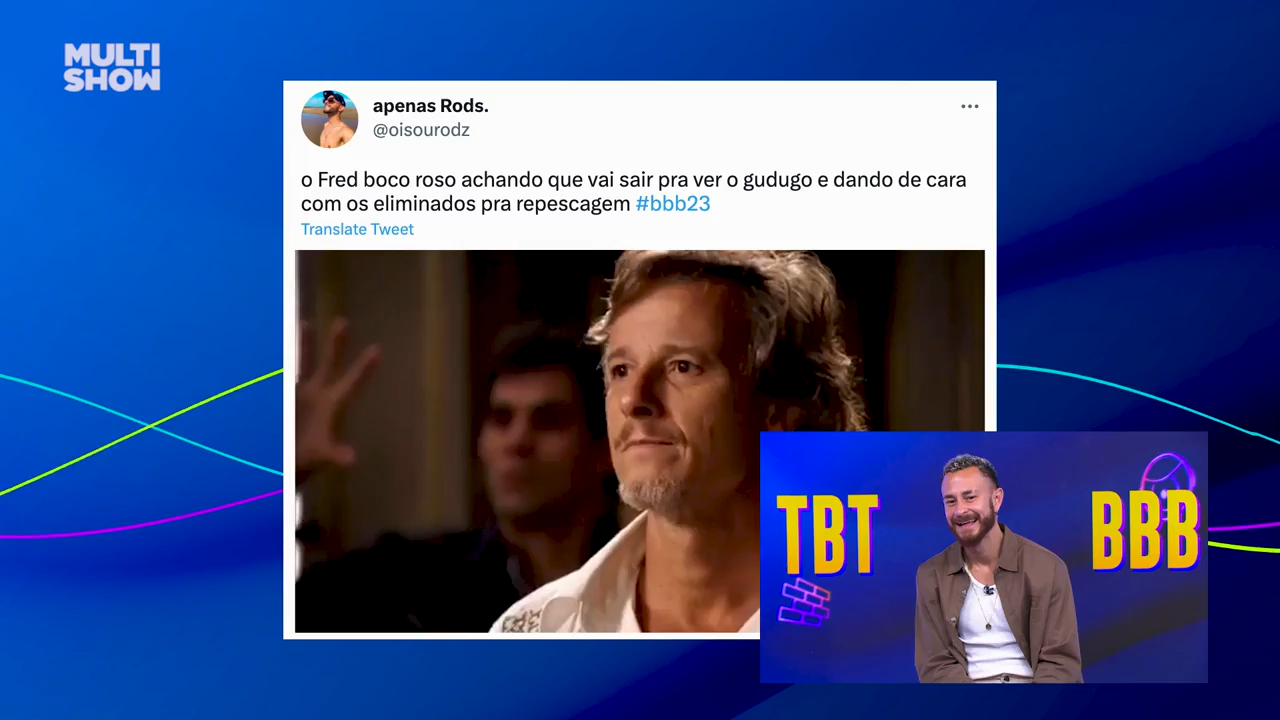 MULTI
SHOW
apenas Rods.
@oisourodz
o Fred boco roso achando que vai sair pra ver o gudugo e dando de cara
com os eliminados pra repescagem #bbb23
Translate Tweet
TBT
BBB